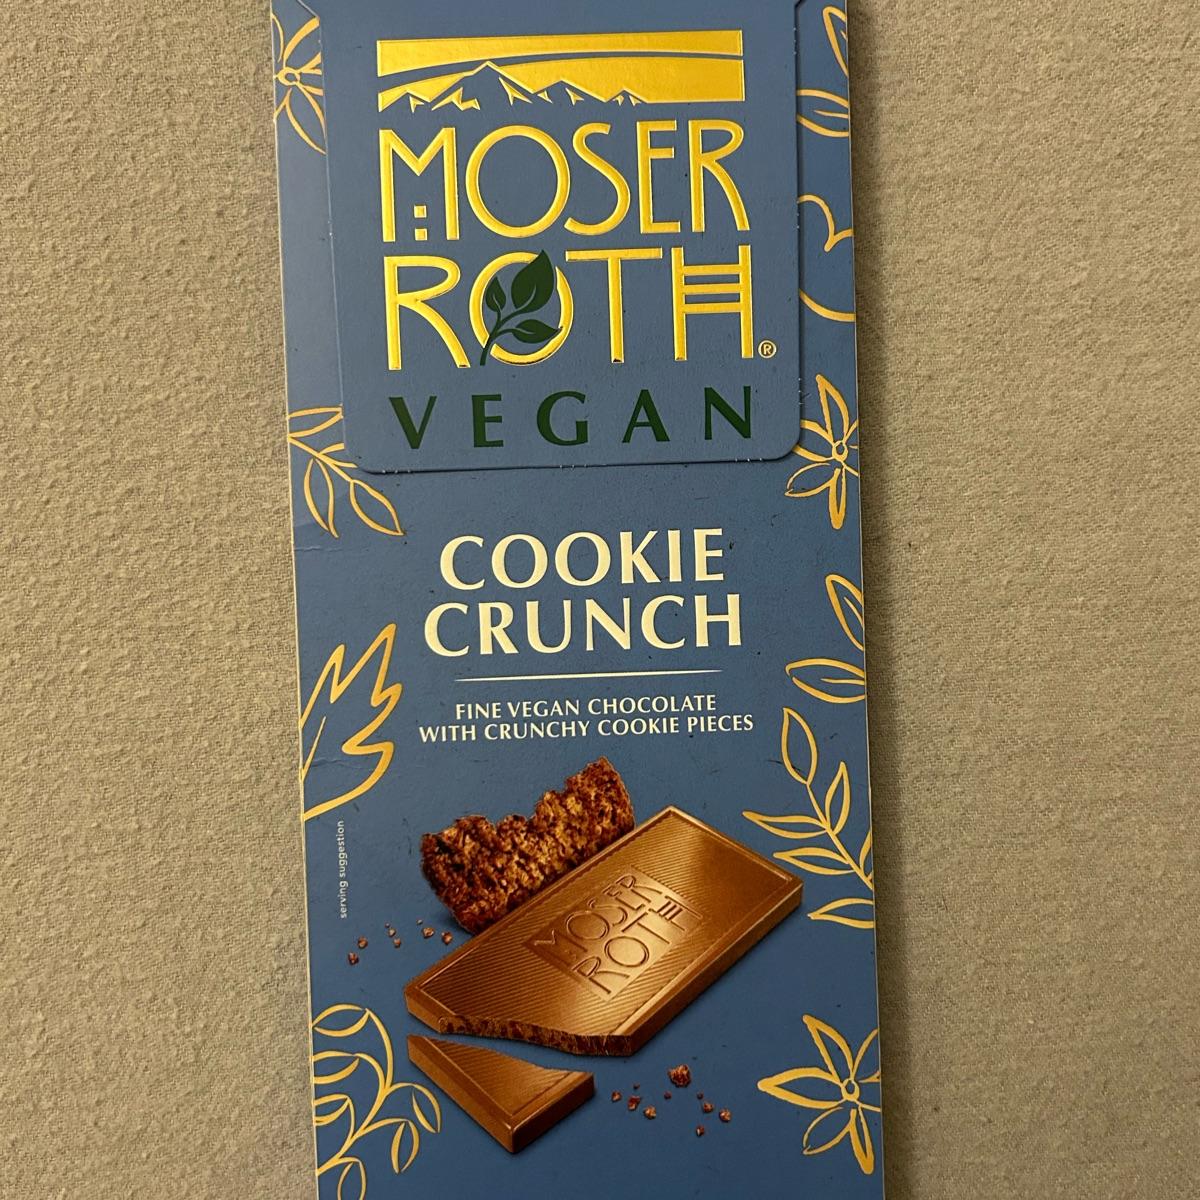 MOSER
ROTH®
VEGAN
COOKIE
CRUNCH
FINE VEGAN CHOCOLATE
WITH CRUNCHY COOKIE PIECES
serving suggestion
MOSER
ROTH